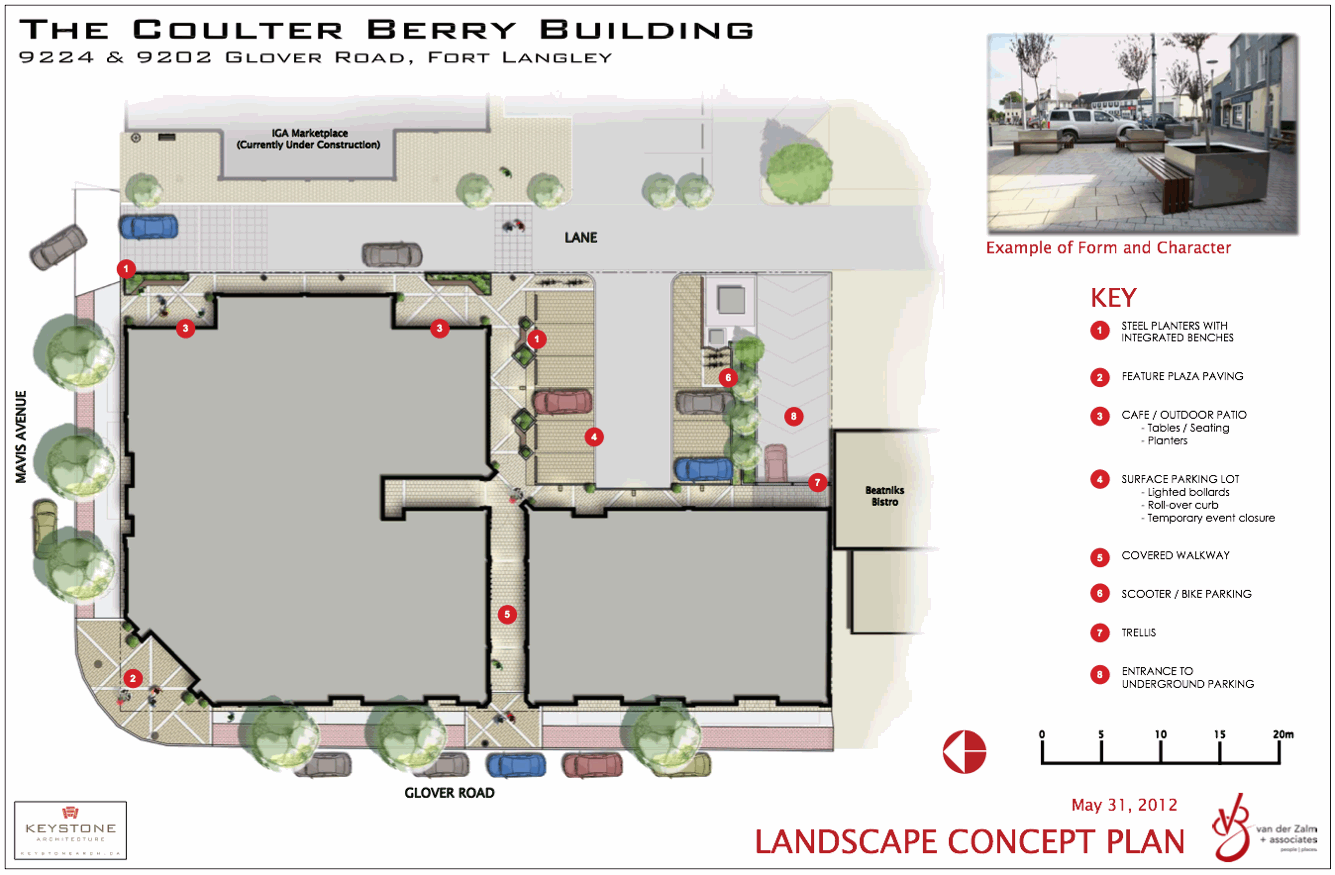 THE COULTER BERRY BUILDING
9224 & 9202 GLOVER ROAD, FORT LANGLEY
IGA Marketplace
(Currently Under Construction)
LANE
MAVIS AVENUE
1
3
3
1
6
8
4
7
Beatniks
Bistro
5
2
GLOVER ROAD
Example of Form and Character
KEY
1 STEEL PLANTERS WITH
INTEGRATED BENCHES
2 FEATURE PLAZA PAVING
3 CAFE / OUTDOOR PATIO
- Tables / Seating
- Planters
4 SURFACE PARKING LOT
- Lighted bollards
- Roll-over curb
- Temporary event closure
5 COVERED WALKWAY
6 SCOOTER / BIKE PARKING
7 TRELLIS
8 ENTRANCE TO
UNDERGROUND PARKING
0 5 10 15 20m
May 31, 2012
LANDSCAPE CONCEPT PLAN
KEYSTONE
ARCHITECTURE
KEYSTONEARCH.CA
van der Zalm
+ associates
people | places